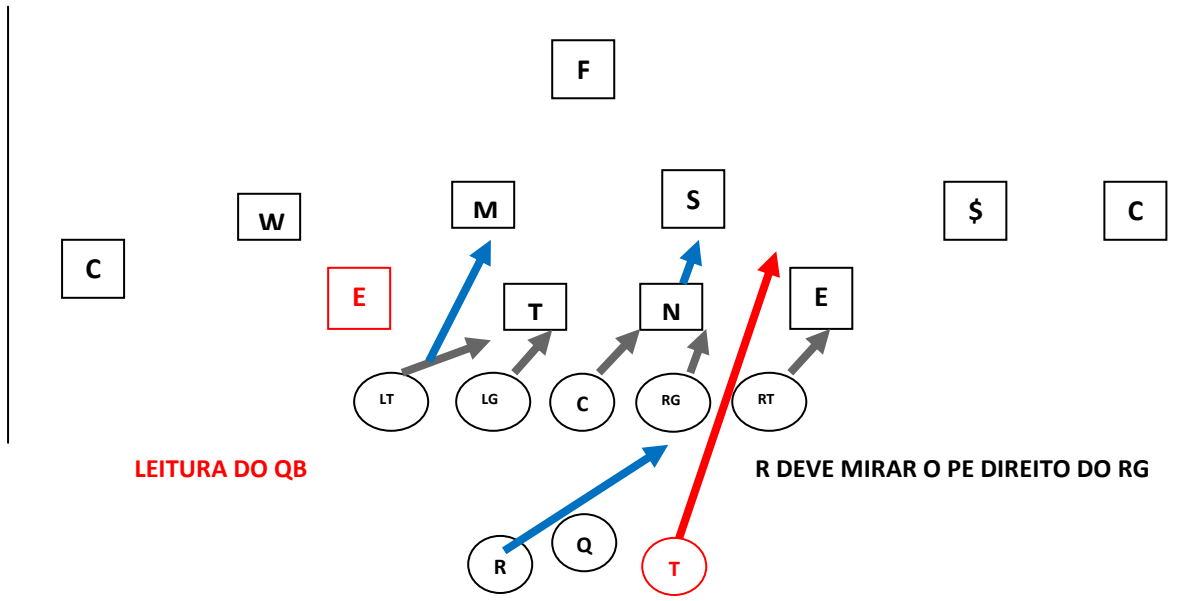 F
W M S $ C
C
E T N E
LT LG C RG RT
LEITURA DO QB
R DEVE MIRAR O PE DIREITO DO RG
R Q T